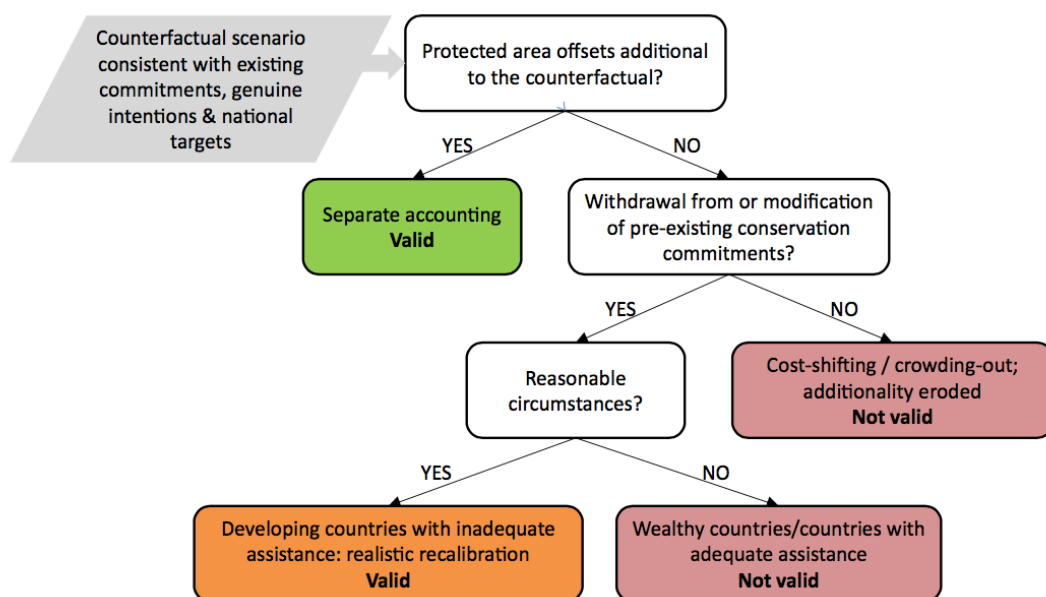 Counterfactual scenario
consistent with existing
commitments, genuine
intentions & national
targets
Protected area offsets additional
to the counterfactual?
YES
NO
Separate accounting
Valid
Withdrawal from or modification
of pre-existing conservation
commitments?
YES
NO
Reasonable
circumstances?
Cost-shifting / crowding-out;
additionality eroded
Not valid
YES
NO
Developing countries with inadequate
assistance: realistic recalibration
Valid
Wealthy countries/countries with
adequate assistance
Not valid